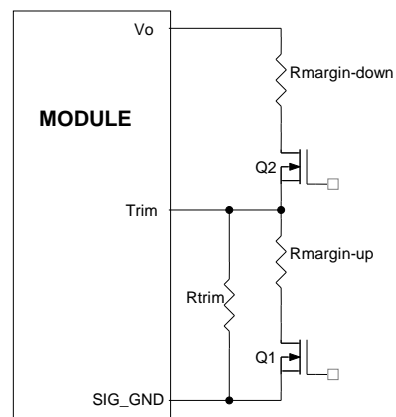 Vo
Rmargin-down
MODULE
Q2
Trim
Rmargin-up
Rtrim
Q1
SIG_GND